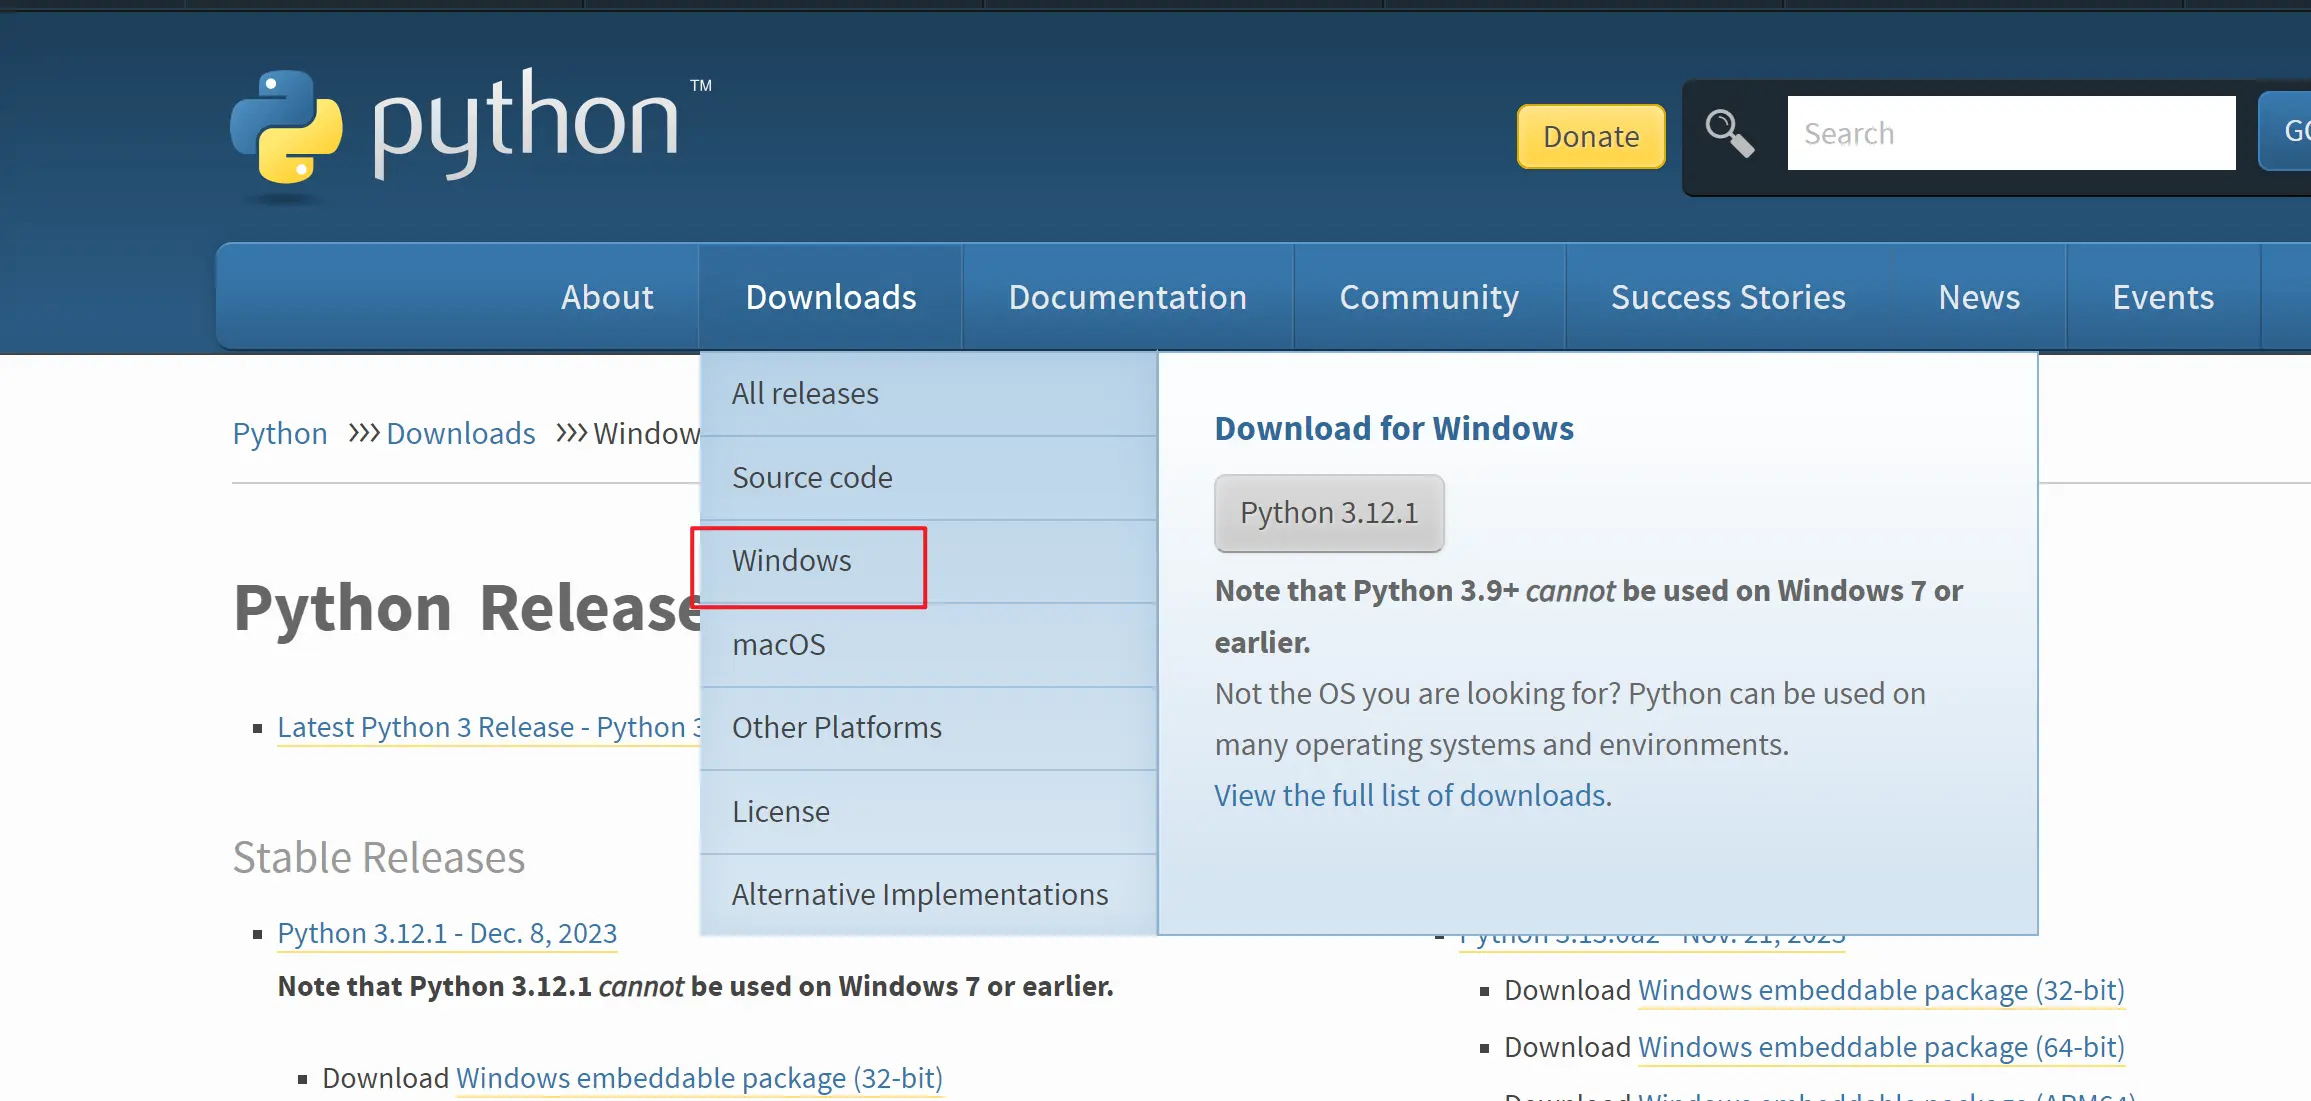 python™
Donate
Search
About
Downloads
Documentation
Community
Success Stories
News
Events
Python >>> Downloads >>>
All releases
Source code
Windows
macOS
Other Platforms
License
Alternative Implementations
Download for Windows
Python 3.12.1
Note that Python 3.9+ cannot be used on Windows 7 or
earlier.
Not the OS you are looking for? Python can be used on
many operating systems and environments.
View the full list of downloads.
Python Release
Latest Python 3 Release - Python
Stable Releases
Python 3.12.1 - Dec. 8, 2023
Note that Python 3.12.1 cannot be used on Windows 7 or earlier.
Download Windows embeddable package (32-bit)
Python 3.13.0a2 - Nov. 21, 2023
Download Windows embeddable package (32-bit)
Download Windows embeddable package (64-bit)